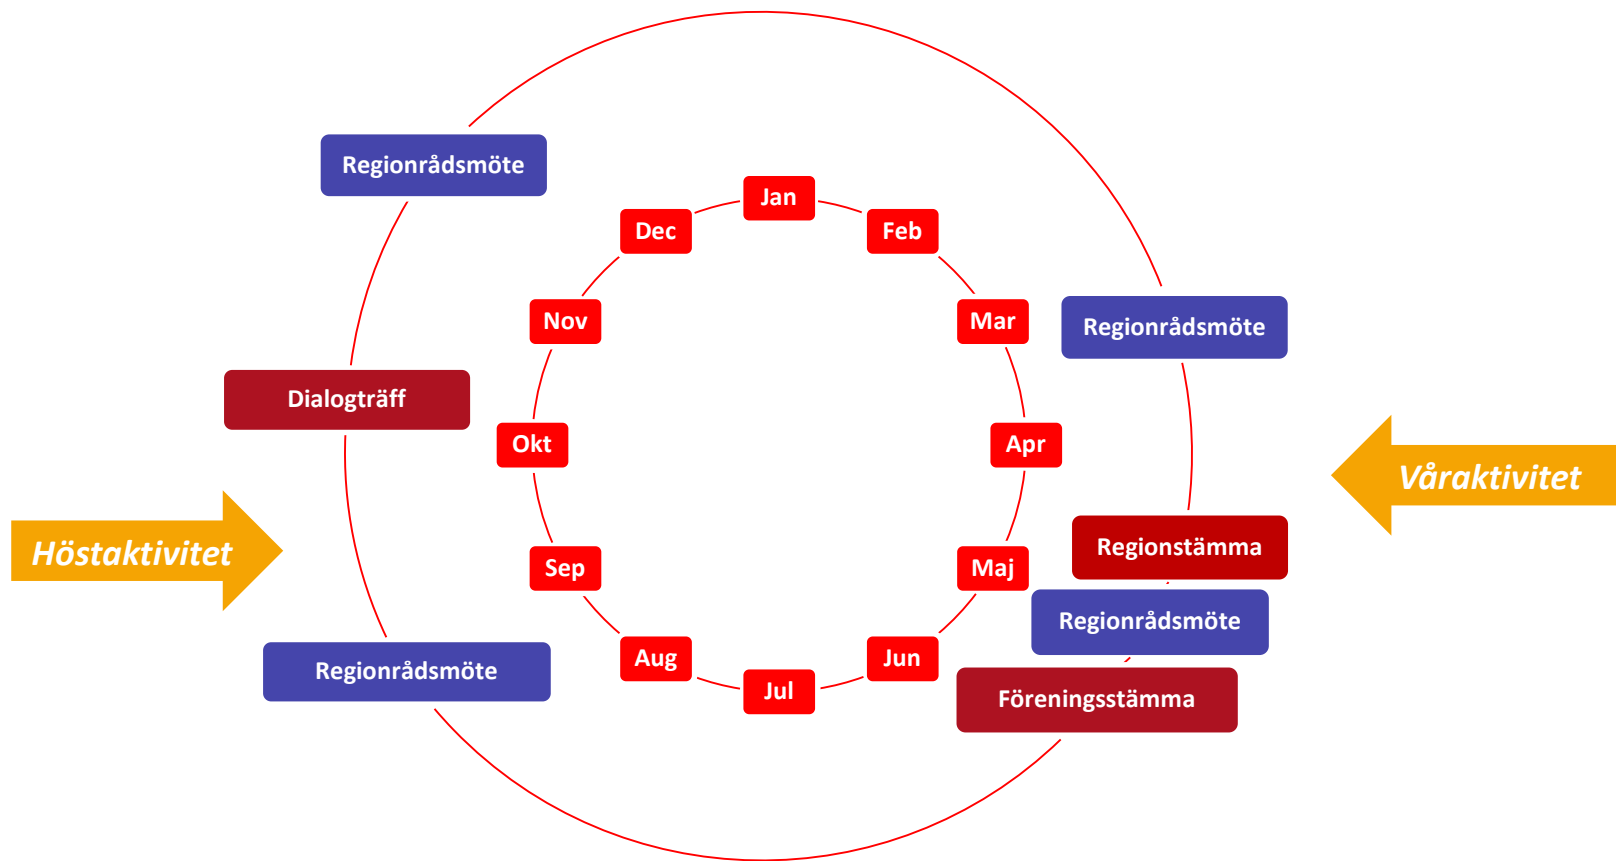 Regionrådsmöte
Jan
Dec
Feb
Nov
Mar
Regionrådsmöte
Dialogträff
Okt
Apr
Våraktivitet
Höstaktivitet
Regionstämma
Sep
Maj
Regionrådsmöte
Aug
Jun
Regionrådsmöte
Jul
Föreningsstämma